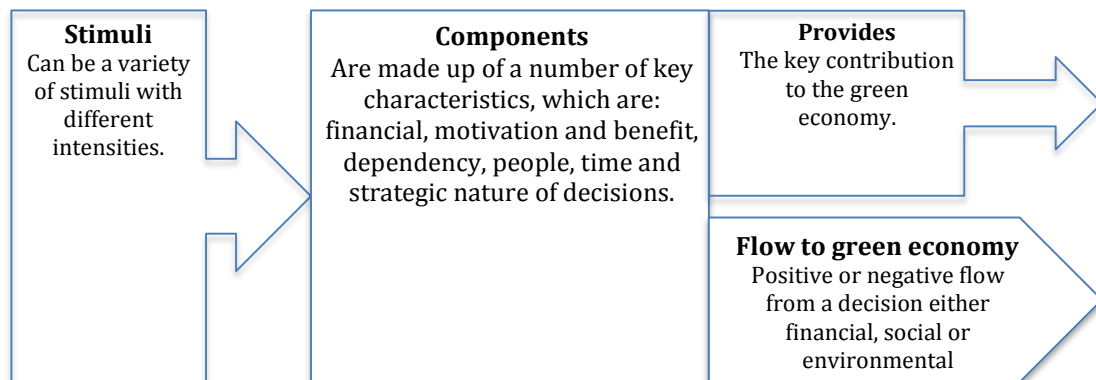 Stimuli
Can be a variety
of stimuli with
different
intensities.
Components
Are made up of a number of key
characteristics, which are:
financial, motivation and benefit,
dependency, people, time and
strategic nature of decisions.
Provides
The key contribution
to the green
economy.
Flow to green economy
Positive or negative flow
from a decision either
financial, social or
environmental